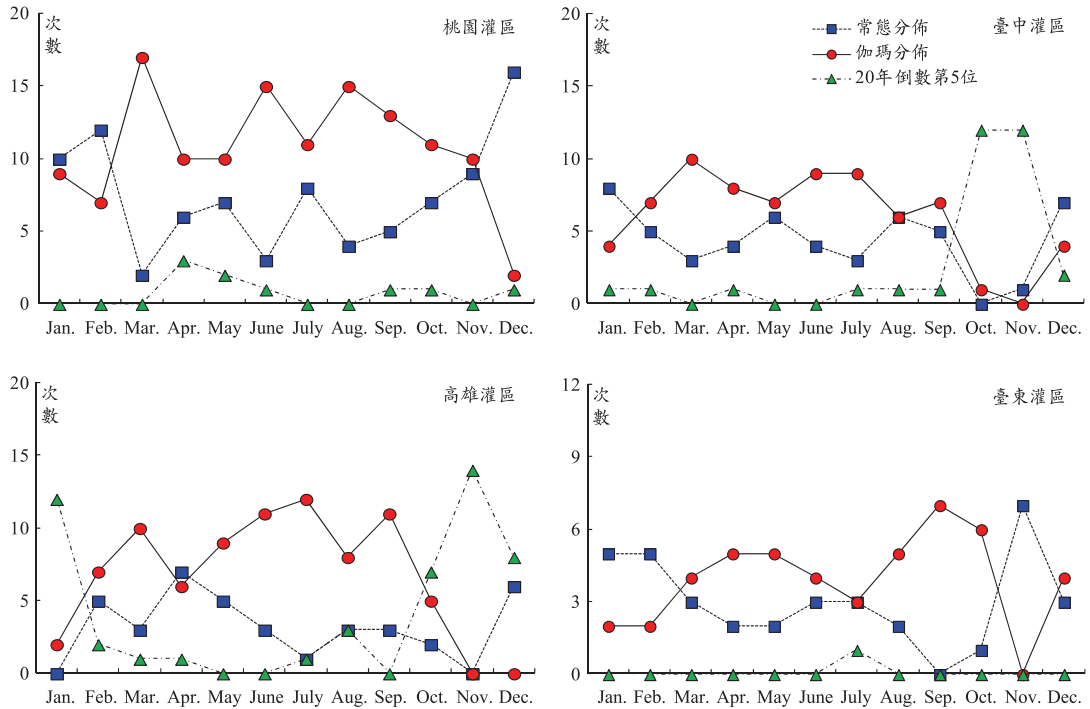 20
15
10
5
0
次
數
桃園灌區
Jan. Feb. Mar. Apr. May June July Aug. Sep. Oct. Nov. Dec.
20
15
10
5
0
次
數
臺中灌區
常態分佈
伽瑪分佈
20年倒數第5位
Jan. Feb. Mar. Apr. May June July Aug. Sep. Oct. Nov. Dec.
20
15
10
5
0
次
數
高雄灌區
Jan. Feb. Mar. Apr. May June July Aug. Sep. Oct. Nov. Dec.
12
9
6
3
0
次
數
臺東灌區
Jan. Feb. Mar. Apr. May June July Aug. Sep. Oct. Nov. Dec.